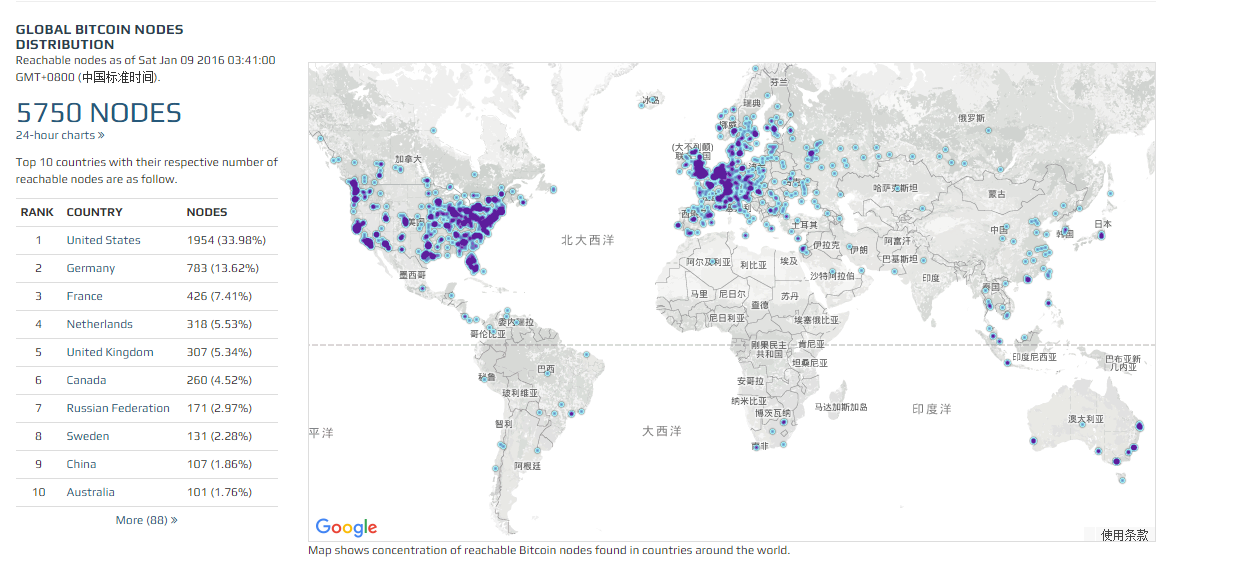 GLOBAL BITCOIN NODES
DISTRIBUTION
Reachable nodes as of Sat Jan 09 2016 03:41:00
GMT+0800 (中国标准时间).
5750 NODES
24-hour charts »
Top 10 countries with their respective number of
reachable nodes are as follow.
RANK COUNTRY NODES
1 United States 1954 (33.98%)
2 Germany 783 (13.62%)
3 France 426 (7.41%)
4 Netherlands 318 (5.53%)
5 United Kingdom 307 (5.34%)
6 Canada 260 (4.52%)
7 Russian Federation 171 (2.97%)
8 Sweden 131 (2.28%)
9 China 107 (1.86%)
10 Australia 101 (1.76%)
More (88) »
冰岛
芬兰
瑞典
挪威
俄罗斯
(大不列颠)
加拿大
哈萨克斯坦
蒙古
土耳其
日本
北大西洋
中国
韩国
伊拉克
伊朗
阿富汗
巴基斯坦
阿尔及利亚
利比亚
埃及
墨西哥
沙特阿拉伯
印度
泰国
马里
尼日尔
乍得
苏丹
尼日利亚
埃塞俄比亚
委内瑞拉
哥伦比亚
刚果民主
共和国
肯尼亚
印度尼西亚
巴布亚新
几内亚
坦桑尼亚
巴西
秘鲁
安哥拉
玻利维亚
纳米比亚
博茨瓦纳
马达加斯加岛
印度洋
澳大利亚
智利
平洋
大西洋
南非
阿根廷
Google
使用条款
Map shows concentration of reachable Bitcoin nodes found in countries around the world.